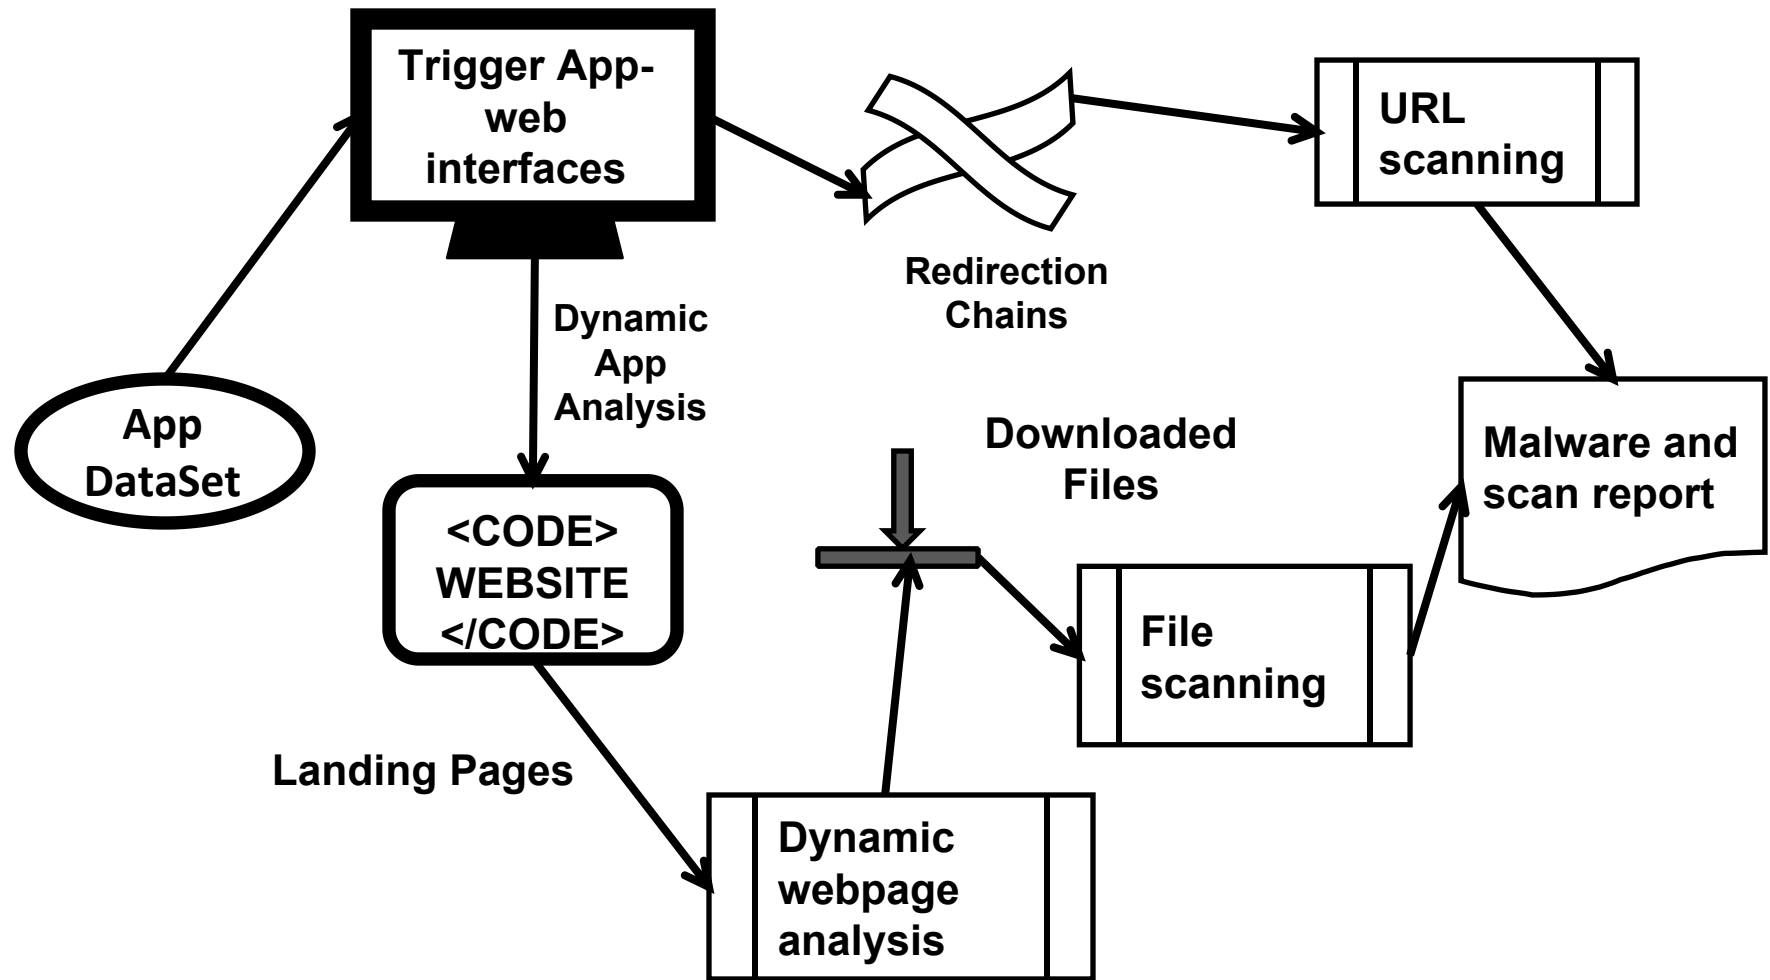 Trigger App-
web
interfaces
URL
scanning
Redirection
Chains
Dynamic
App
Analysis
App
DataSet
Downloaded
Files
Malware and
scan report
<CODE>
WEBSITE
</CODE>
File
scanning
Landing Pages
Dynamic
webpage
analysis